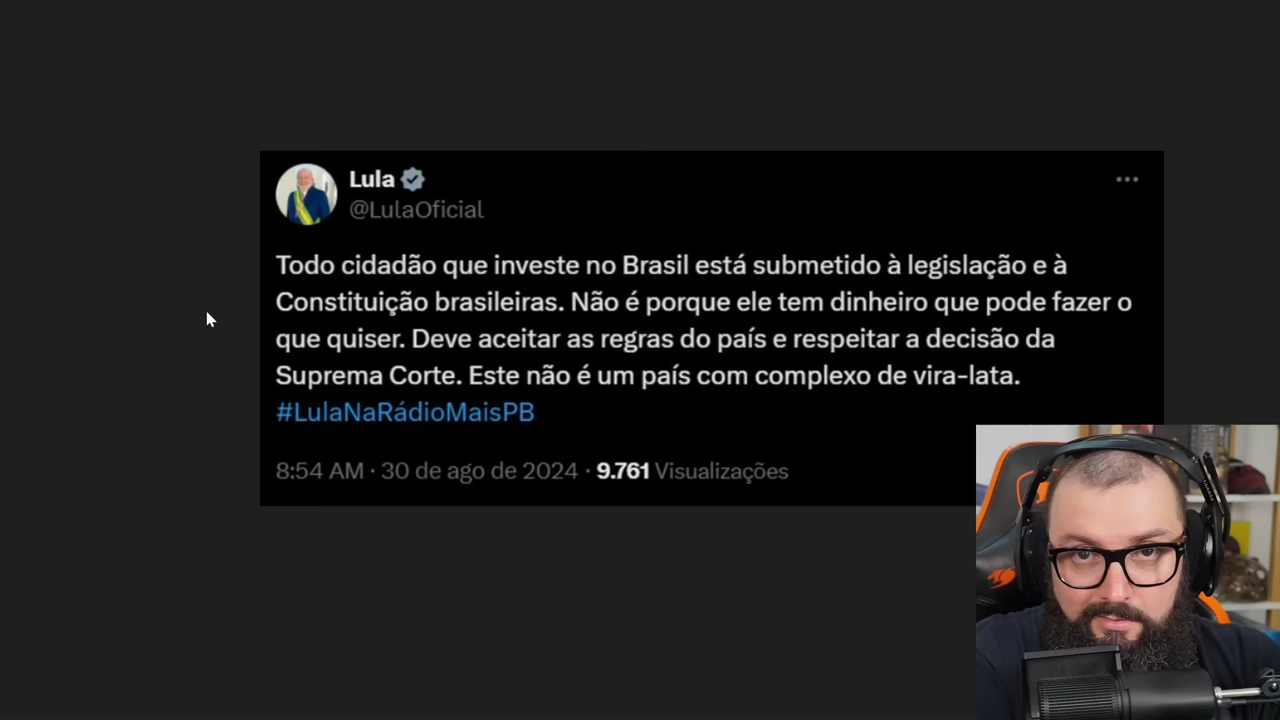 Lula
@LulaOficial
Todo cidadão que investe no Brasil está submetido à legislação e à
Constituição brasileiras. Não é porque ele tem dinheiro que pode fazer o
que quiser. Deve aceitar as regras do país e respeitar a decisão da
Suprema Corte. Este não é um país com complexo de vira-lata.
#LulaNaRádioMaisPB
8:54 AM · 30 de ago de 2024 · 9.761 Visualizações